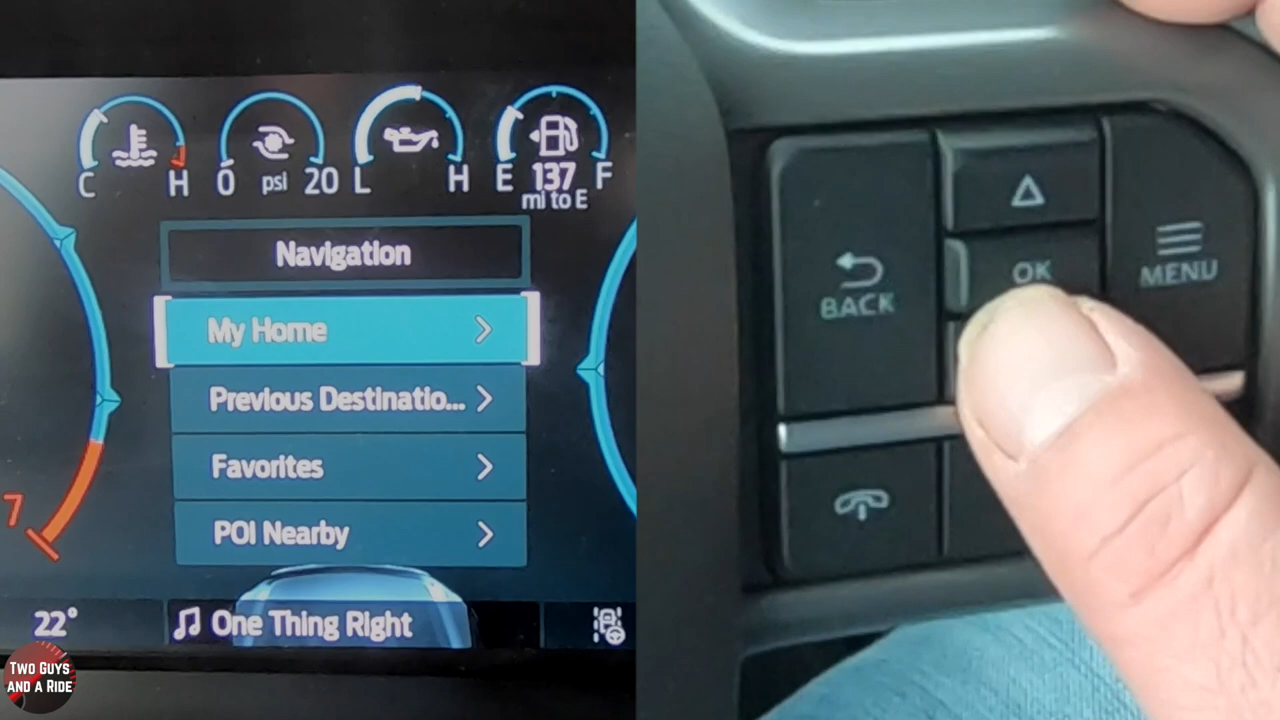 C H 0 psi 20 L H E 137 F
mi to E
Navigation
My Home
Previous Destinatio...
Favorites
POI Nearby
7
22°
One Thing Right
BACK
OK
MENU
TWO GUYS
AND A RIDE